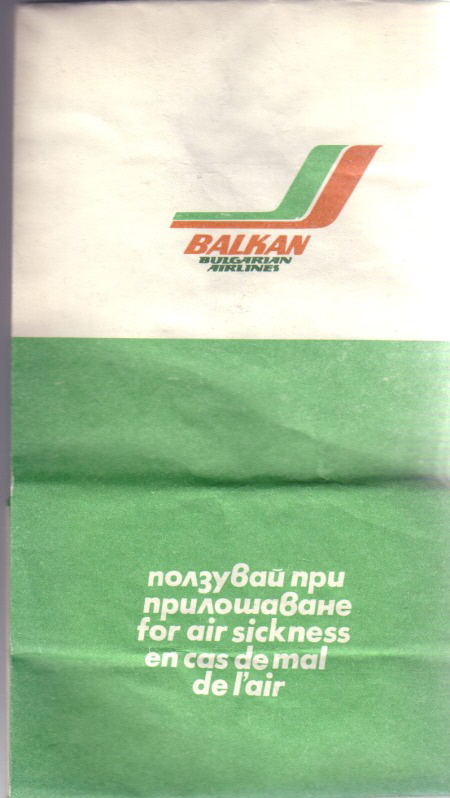 BALKAN
BULGARIAN
AIRLINES
ползувай при
прилошаване
for air sickness
en cas de mal
de l'air